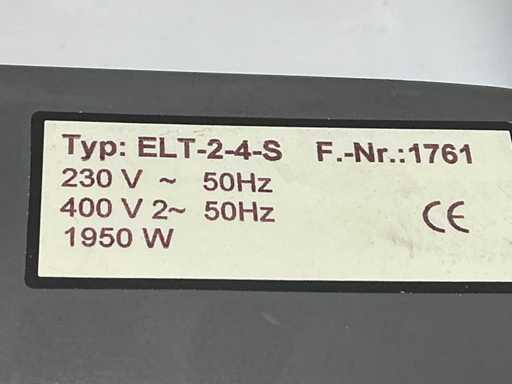 Typ: ELT-2-4-S F.-Nr.:1761
230 V ~ 50Hz
400 V 2~ 50Hz
1950 W
CE